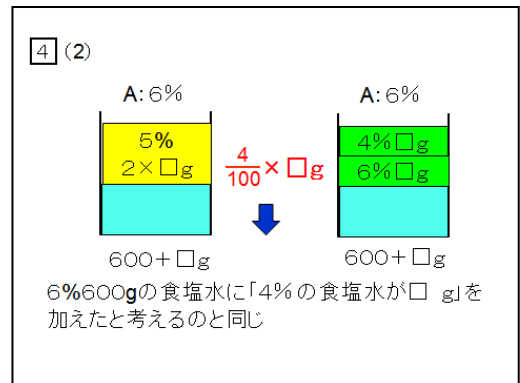 4 (2)
A:6% A:6%
5%
2×□g
4/100×□g
4%□g
6%□g
600+□g 600+□g
6%600gの食塩水に「4%の食塩水が□ g」を
加えたと考えるのと同じ